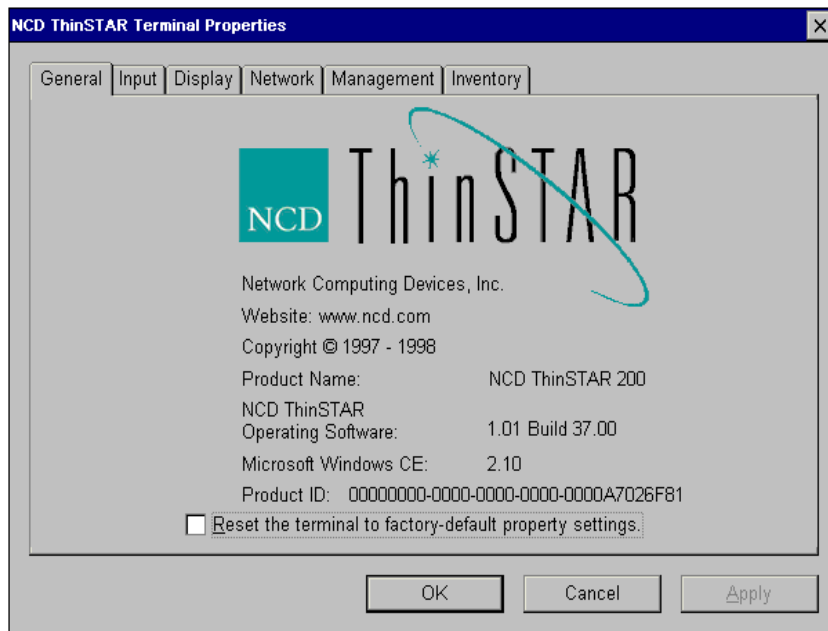 NCD ThinSTAR Terminal Properties
General Input Display Network Management Inventory
NCD ThinSTAR
Network Computing Devices, Inc.
Website: www.ncd.com
Copyright © 1997 - 1998
Product Name: NCD ThinSTAR 200
NCD ThinSTAR
Operating Software: 1.01 Build 37.00
Microsoft Windows CE: 2.10
Product ID: 00000000-0000-0000-0000-0000A7026F81
Reset the terminal to factory-default property settings.
OK Cancel Apply